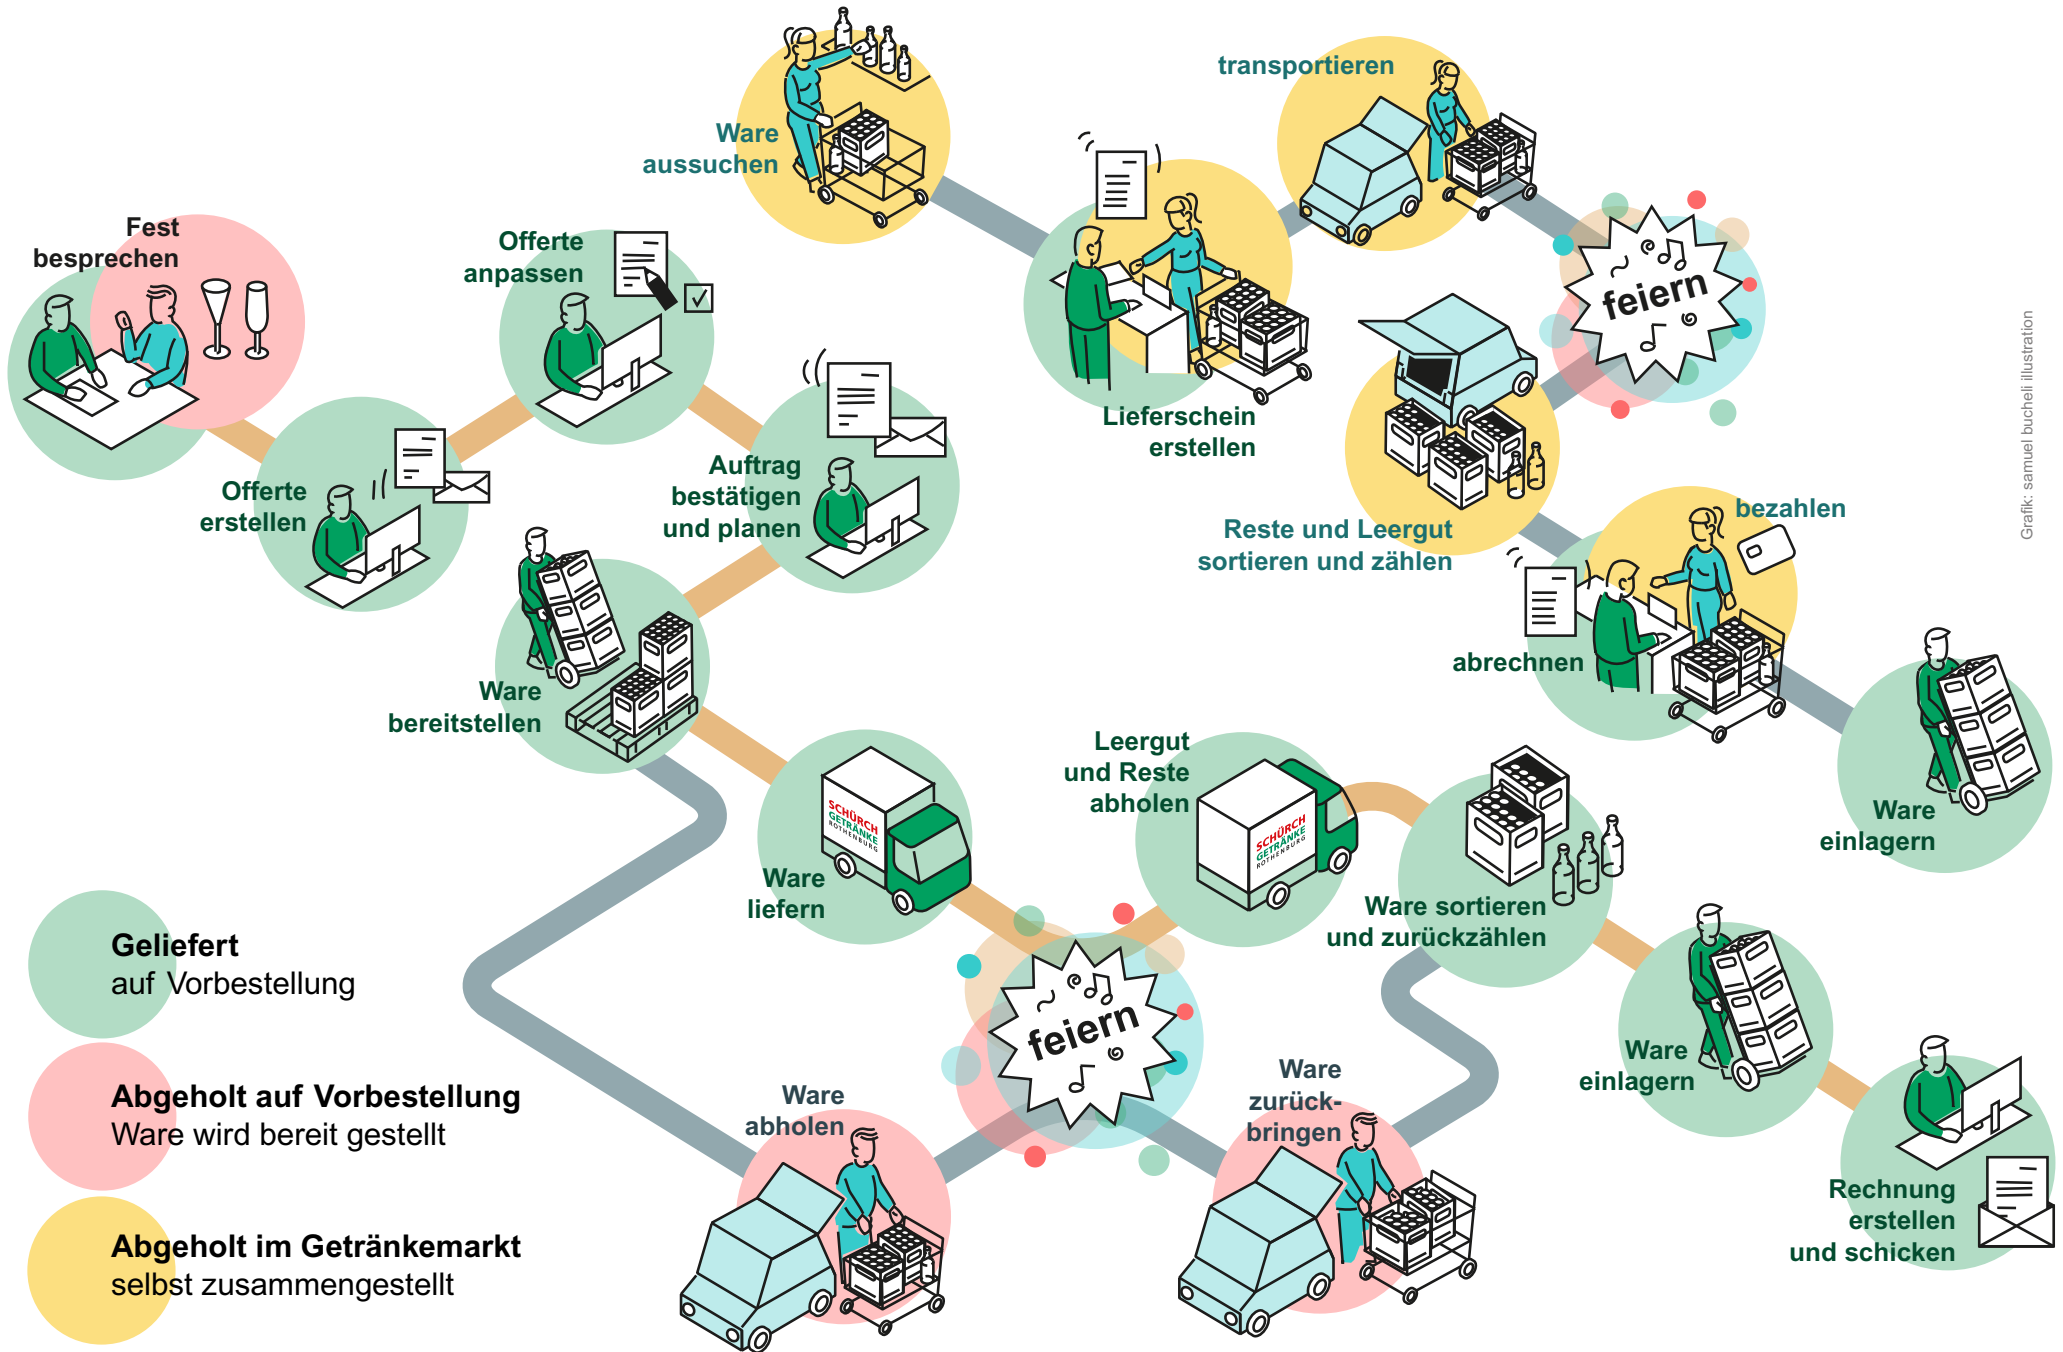 Fest
besprechen
Offerte
erstellen
Offerte
anpassen
Auftrag
bestätigen
und planen
Ware
bereitstellen
Ware
liefern
SCHÜRCH
GETRÄNKE
ROTHENBURG
Ware
abholen
feiern
Leergut
und Reste
abholen
SCHÜRCH
GETRÄNKE
ROTHENBURG
Ware
zurück-
bringen
Ware sortieren
und zurückzählen
Ware
einlagern
Rechnung
erstellen
und schicken
Ware
aussuchen
Lieferschein
erstellen
transportieren
feiern
Reste und Leergut
sortieren und zählen
bezahlen
abrechnen
Ware
einlagern
Geliefert
auf Vorbestellung
Abgeholt auf Vorbestellung
Ware wird bereit gestellt
Abgeholt im Getränkemarkt
selbst zusammengestellt
Grafik: samuel bucheli illustration